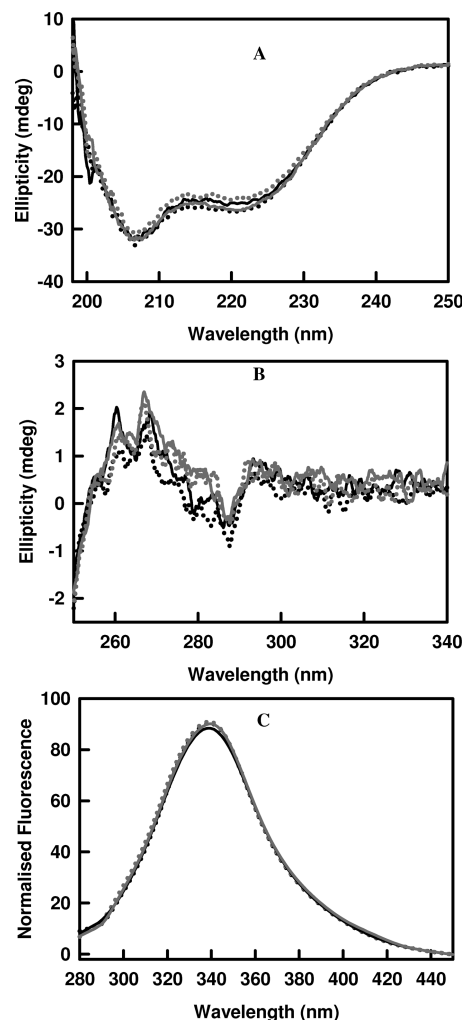 A
Ellipticity (mdeg)
10
0
-10
-20
-30
-40
200 210 220 230 240 250
Wavelength (nm)
B
Ellipticity (mdeg)
3
2
1
0
-1
-2
260 280 300 320 340
Wavelength (nm)
C
Normalised Fluorescence
100
80
60
40
20
0
280 300 320 340 360 380 400 420 440
Wavelength (nm)